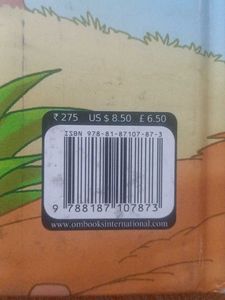 ₹ 275 US $ 8.50 £ 6.50
ISBN 978-81-87107-87-3
9 788187 107873
www.ombooksinternational.com